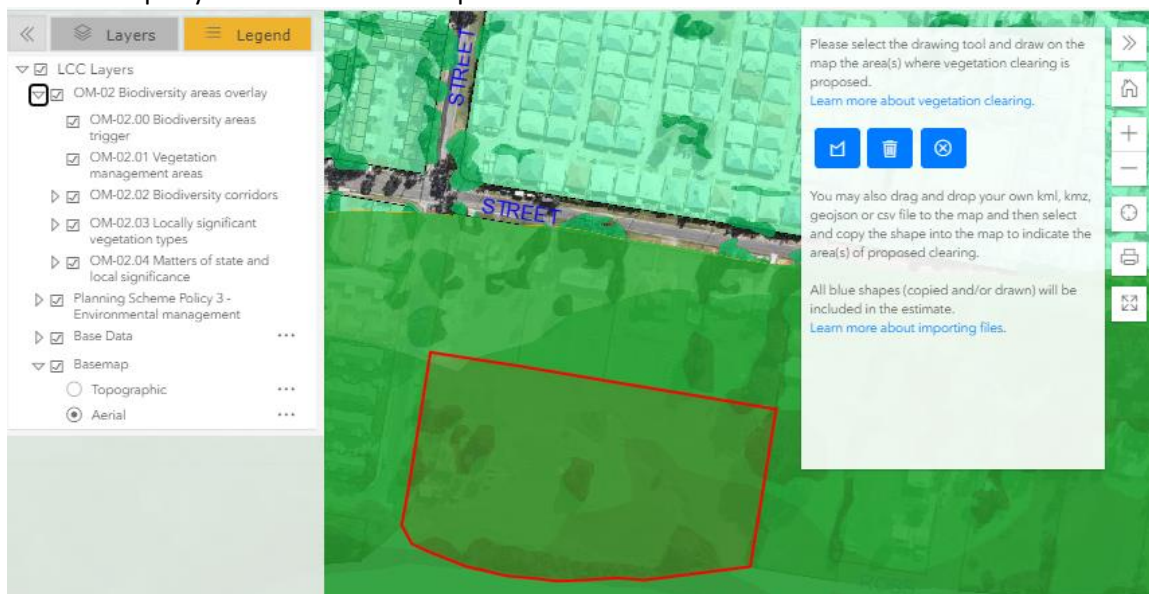 Layers
Legend
LCC Layers
OM-02 Biodiversity areas overlay
OM-02.00 Biodiversity areas
trigger
OM-02.01 Vegetation
management areas
OM-02.02 Biodiversity corridors
OM-02.03 Locally significant
vegetation types
OM-02.04 Matters of state and
local significance
Planning Scheme Policy 3 -
Environmental management
Base Data
Basemap
Topographic
Aerial
STREET
STREET
Please select the drawing tool and draw on the
map the area(s) where vegetation clearing is
proposed.
Learn more about vegetation clearing.
You may also drag and drop your own kml, kmz,
geojson or csv file to the map and then select
and copy the shape into the map to indicate the
area(s) of proposed clearing.
All blue shapes (copied and/or drawn) will be
included in the estimate.
Learn more about importing files.